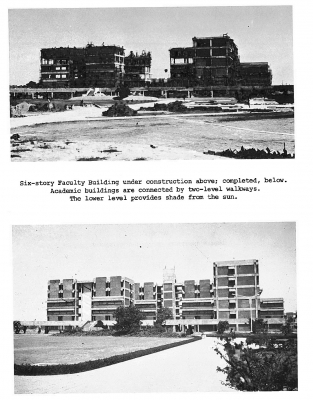 Six-story Faculty Building under construction above; completed, below.
Academic buildings are connected by two-level walkways.
The lower level provides shade from the sun.